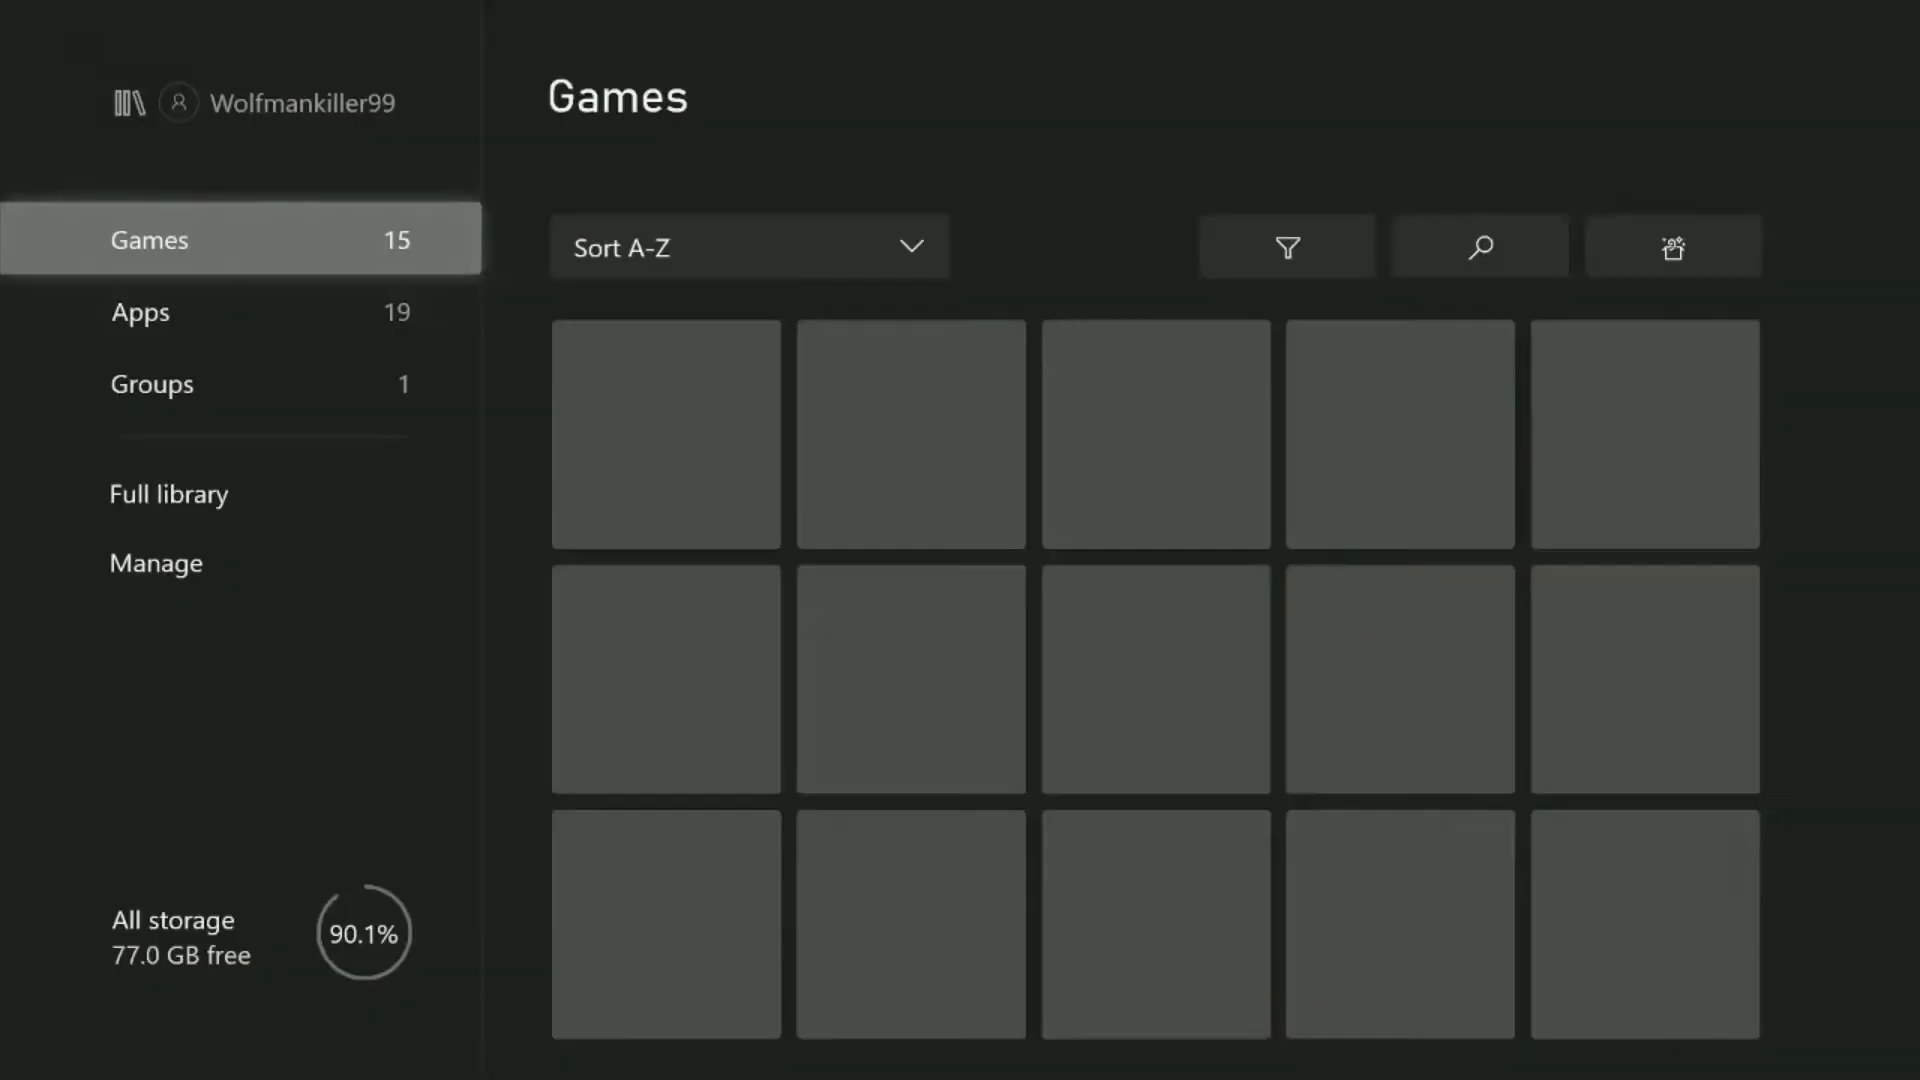 Wolfmankiller99
Games 15
Apps 19
Groups 1
Full library
Manage
All storage
77.0 GB free
90.1%
Games
Sort A-Z